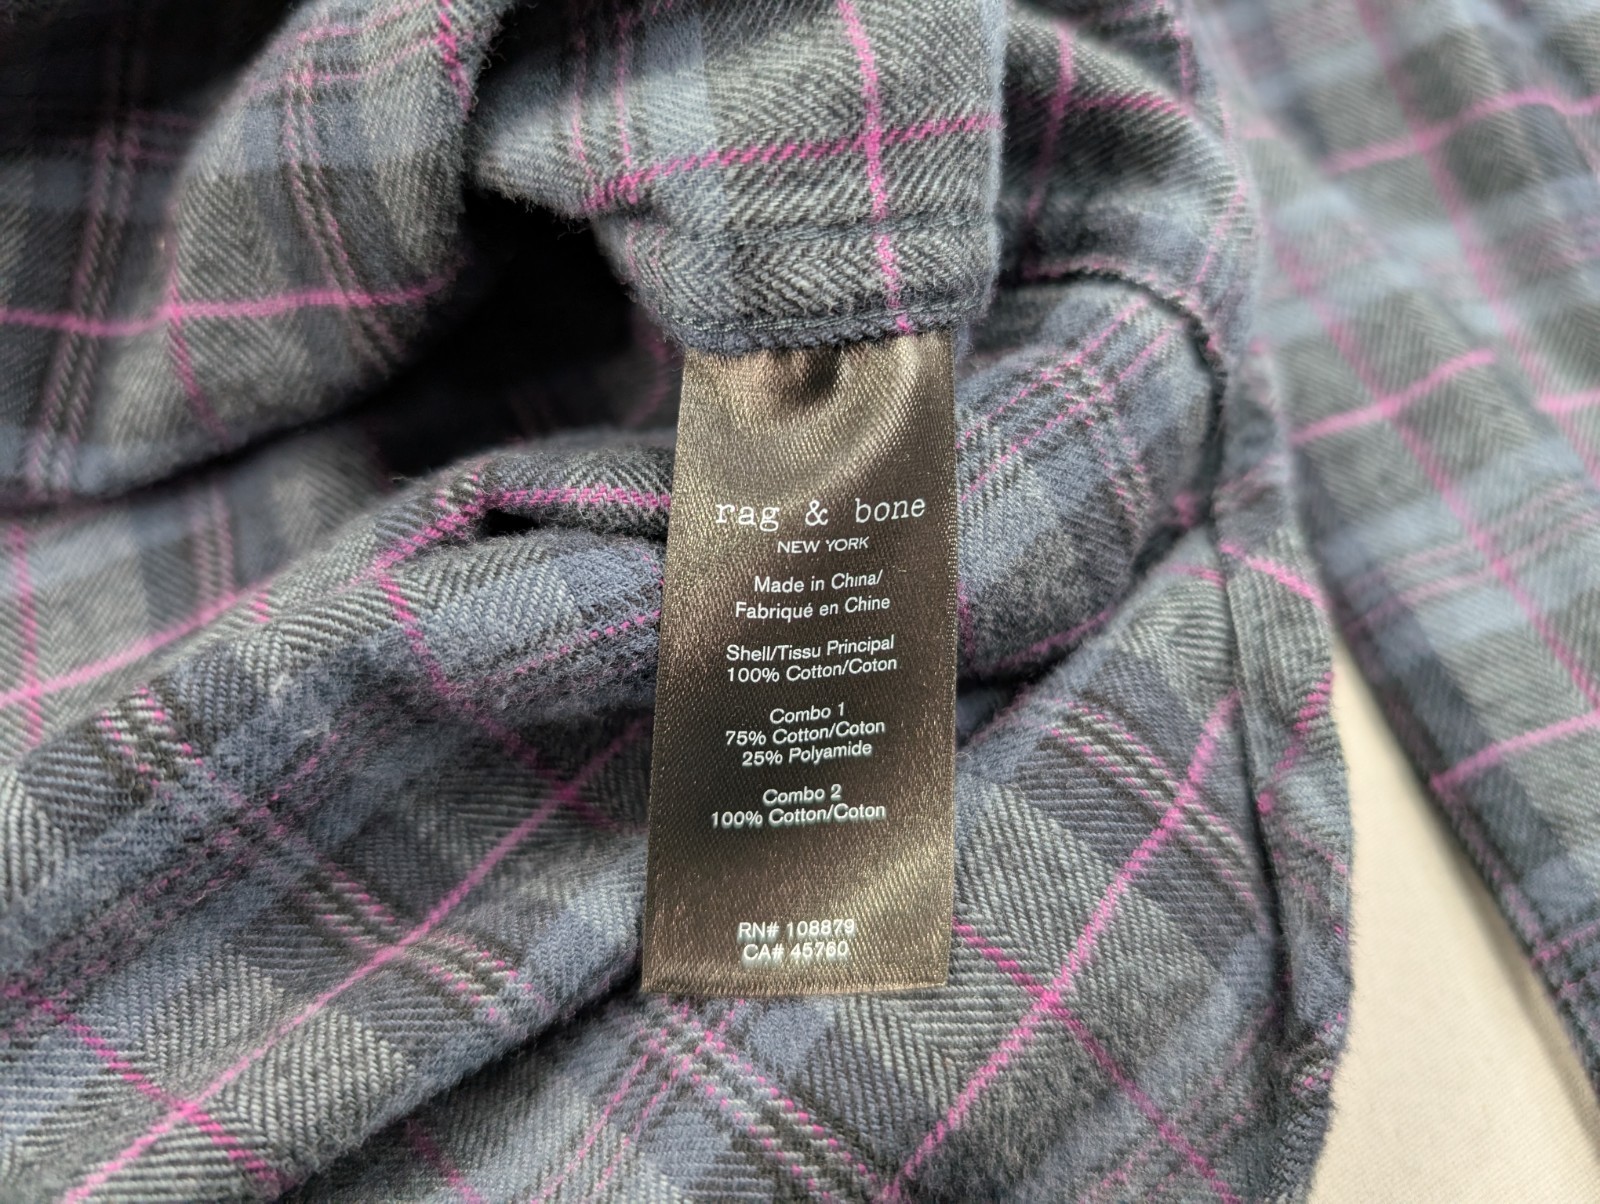 rag & bone
NEW YORK
Made in China/
Fabriqué en Chine
Shell/Tissu Principal
100% Cotton/Coton
Combo 1
75% Cotton/Coton
25% Polyamide
Combo 2
100% Cotton/Coton
RN# 108879
CA# 45760